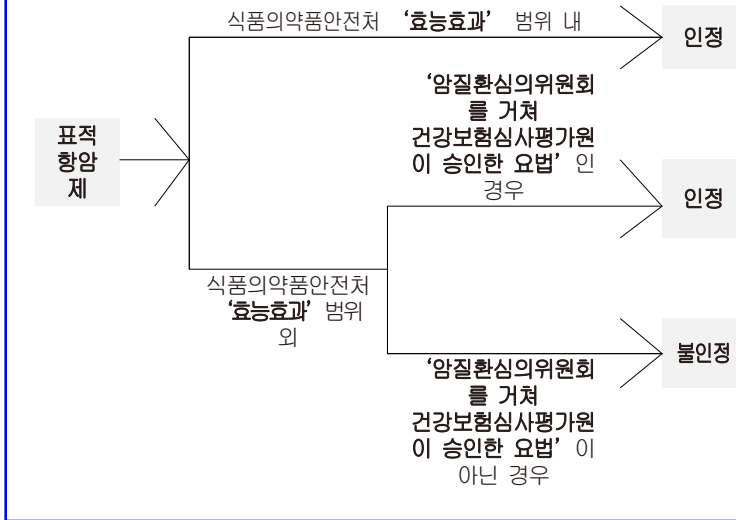 식품의약품안전처 ‘효능효과’ 범위 내
인정
‘암질환심의위원회
를 거쳐
건강보험심사평가원
이 승인한 요법’ 인
경우
표적
항암
제
인정
식품의약품안전처
‘효능효과’ 범위
외
불인정
‘암질환심의위원회
를 거쳐
건강보험심사평가원
이 승인한 요법’ 이
아닌 경우